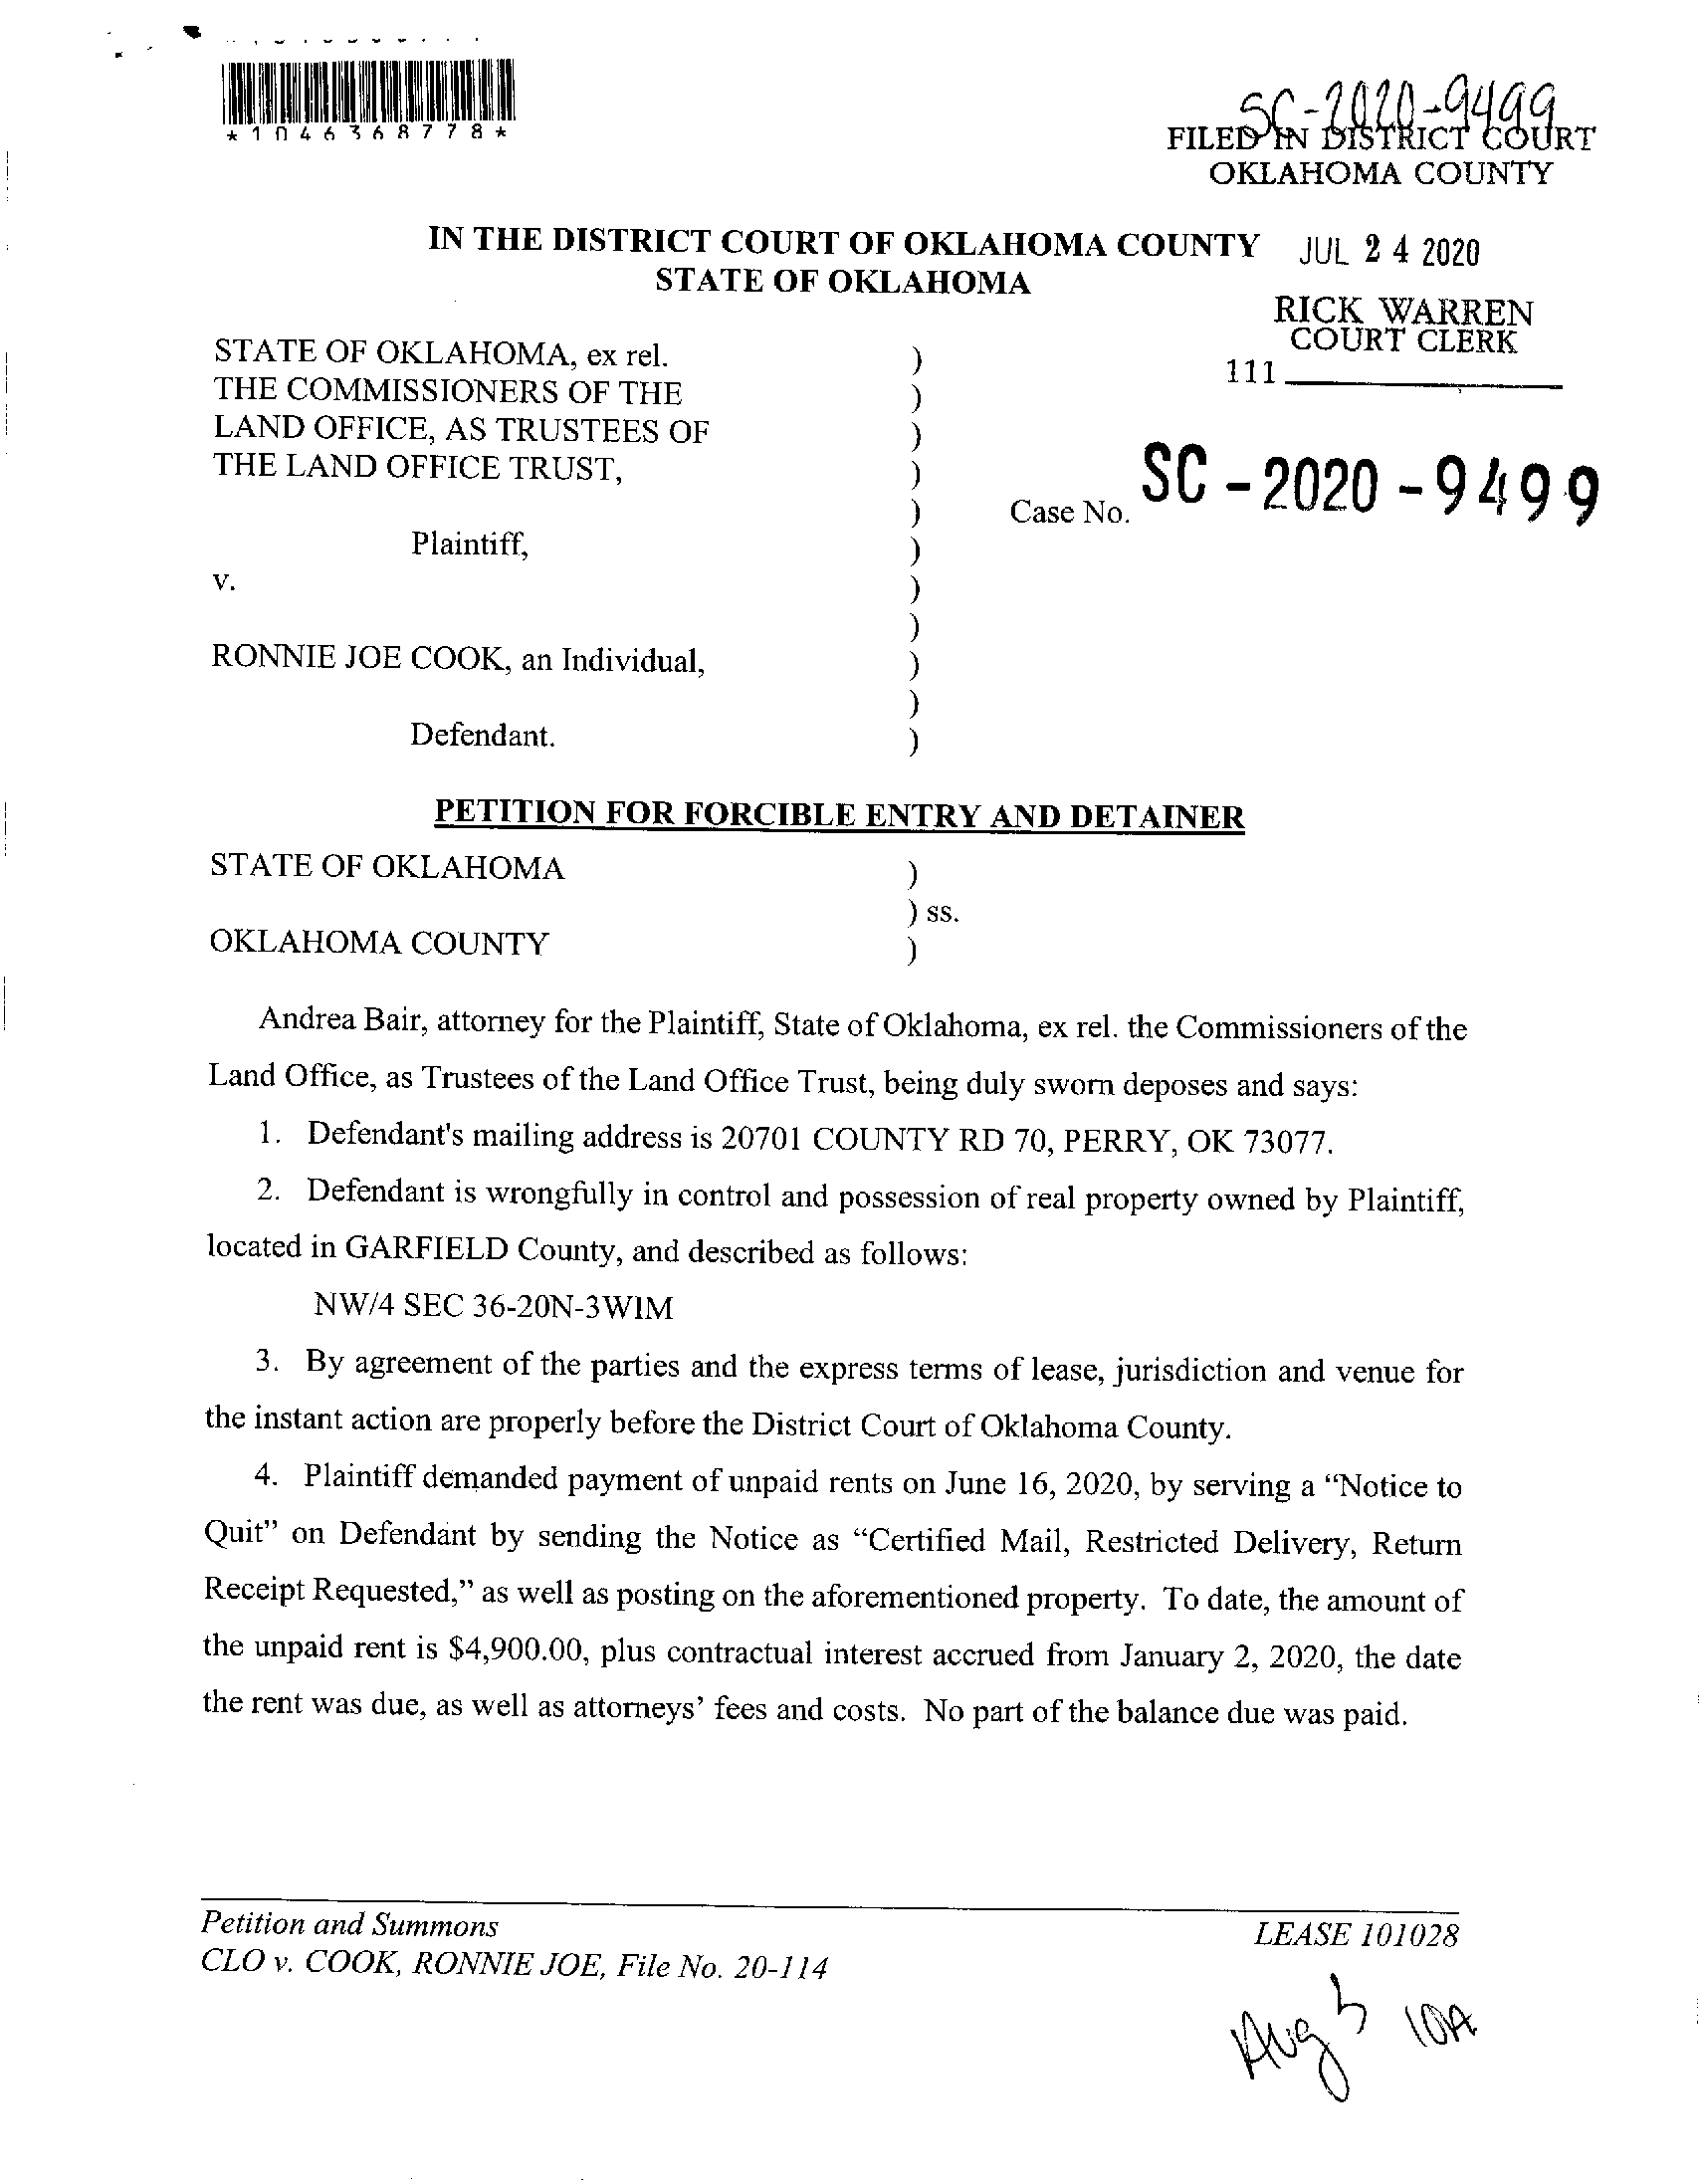 *1046368778*
SC-2020-9499
FILED IN DISTRICT COURT
OKLAHOMA COUNTY
IN THE DISTRICT COURT OF OKLAHOMA COUNTY
JUL 24 2020
STATE OF OKLAHOMA
RICK WARREN
COURT CLERK
111
STATE OF OKLAHOMA, ex rel. )
THE COMMISSIONERS OF THE )
LAND OFFICE, AS TRUSTEES OF )
THE LAND OFFICE TRUST, )
) Case No. SC-2020-9499
Plaintiff, )
v. )
)
RONNIE JOE COOK, an Individual, )
)
Defendant. )
PETITION FOR FORCIBLE ENTRY AND DETAINER
STATE OF OKLAHOMA )
) ss.
OKLAHOMA COUNTY )
Andrea Bair, attorney for the Plaintiff, State of Oklahoma, ex rel. the Commissioners of the
Land Office, as Trustees of the Land Office Trust, being duly sworn deposes and says:
1. Defendant's mailing address is 20701 COUNTY RD 70, PERRY, OK 73077.
2. Defendant is wrongfully in control and possession of real property owned by Plaintiff,
located in GARFIELD County, and described as follows:
NW/4 SEC 36-20N-3WIM
3. By agreement of the parties and the express terms of lease, jurisdiction and venue for
the instant action are properly before the District Court of Oklahoma County.
4. Plaintiff demanded payment of unpaid rents on June 16, 2020, by serving a “Notice to
Quit” on Defendant by sending the Notice as “Certified Mail, Restricted Delivery, Return
Receipt Requested,” as well as posting on the aforementioned property. To date, the amount of
the unpaid rent is $4,900.00, plus contractual interest accrued from January 2, 2020, the date
the rent was due, as well as attorneys’ fees and costs. No part of the balance due was paid.
Petition and Summons
LEASE 101028
CLO v. COOK, RONNIE JOE, File No. 20-114
Aug 5 10A